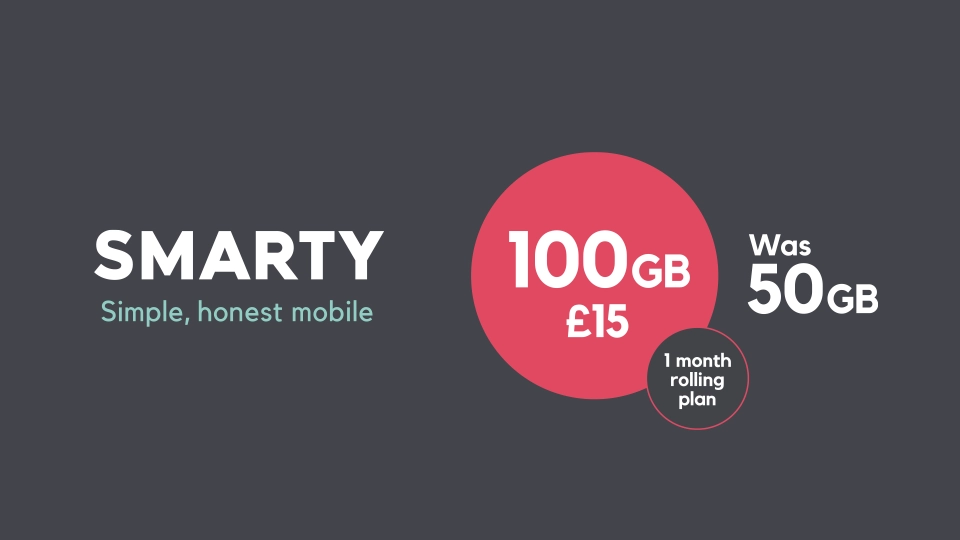 SMARTY
Simple, honest mobile
100GB
£15
1 month
rolling
plan
Was
50GB